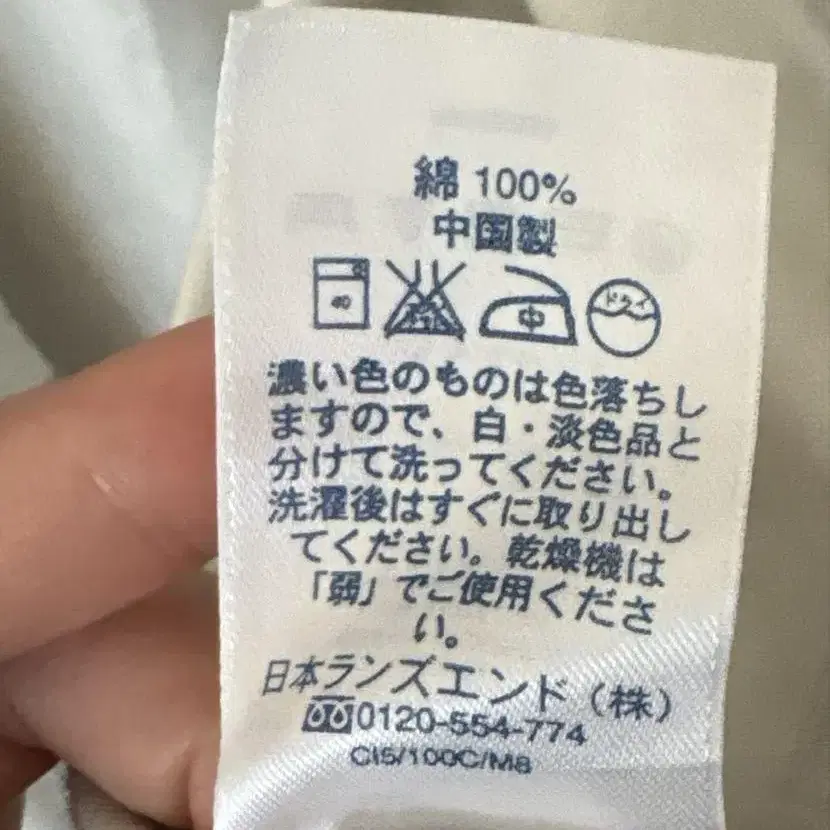 綿 100%
中国製
40
中
ドライ
濃い色のものは色落ちし
ますので、白・淡色品と
分けて洗ってください。
洗濯後はすぐに取り出し
てください。乾燥機は
「弱」でご使用くださ
い。
日本ランズエンド（株）
0120-554-774
CI5/100C/M8